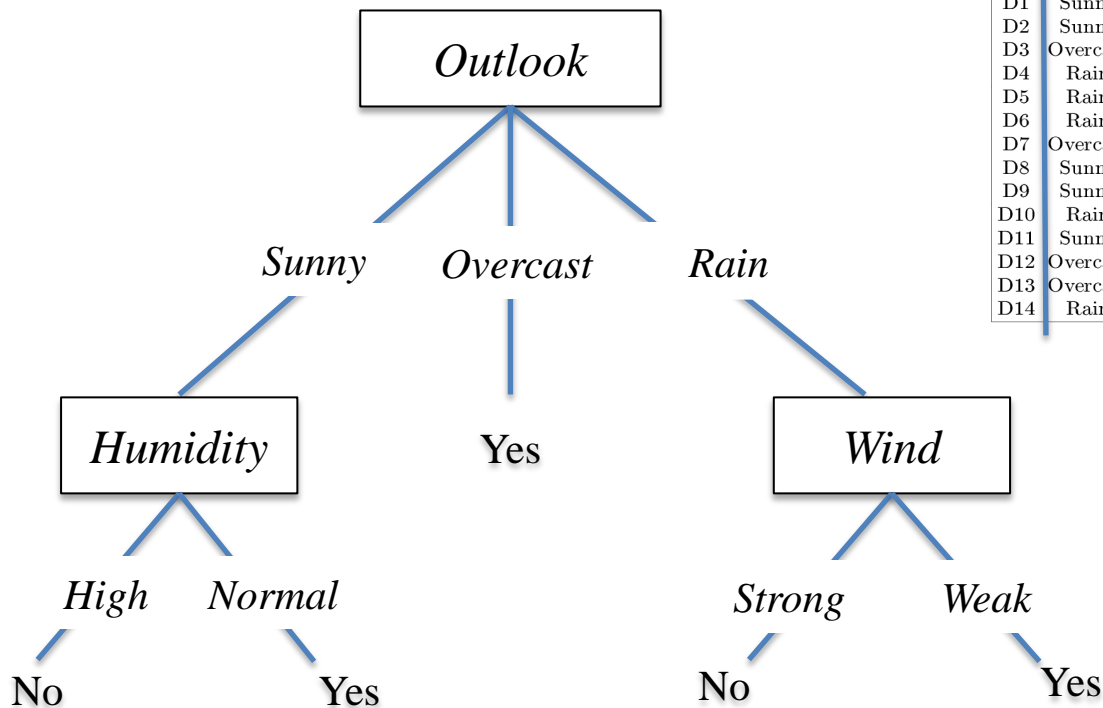 Outlook
Sunny Overcast Rain
Humidity Yes Wind
High Normal Strong Weak
No Yes No Yes
D1
D2
D3
D4
D5
D6
D7
D8
D9
D10
D11
D12
D13
D14